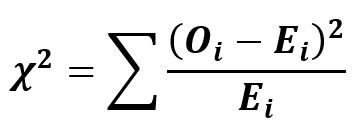 χ² = ∑ (Oᵢ − Eᵢ)² / Eᵢ